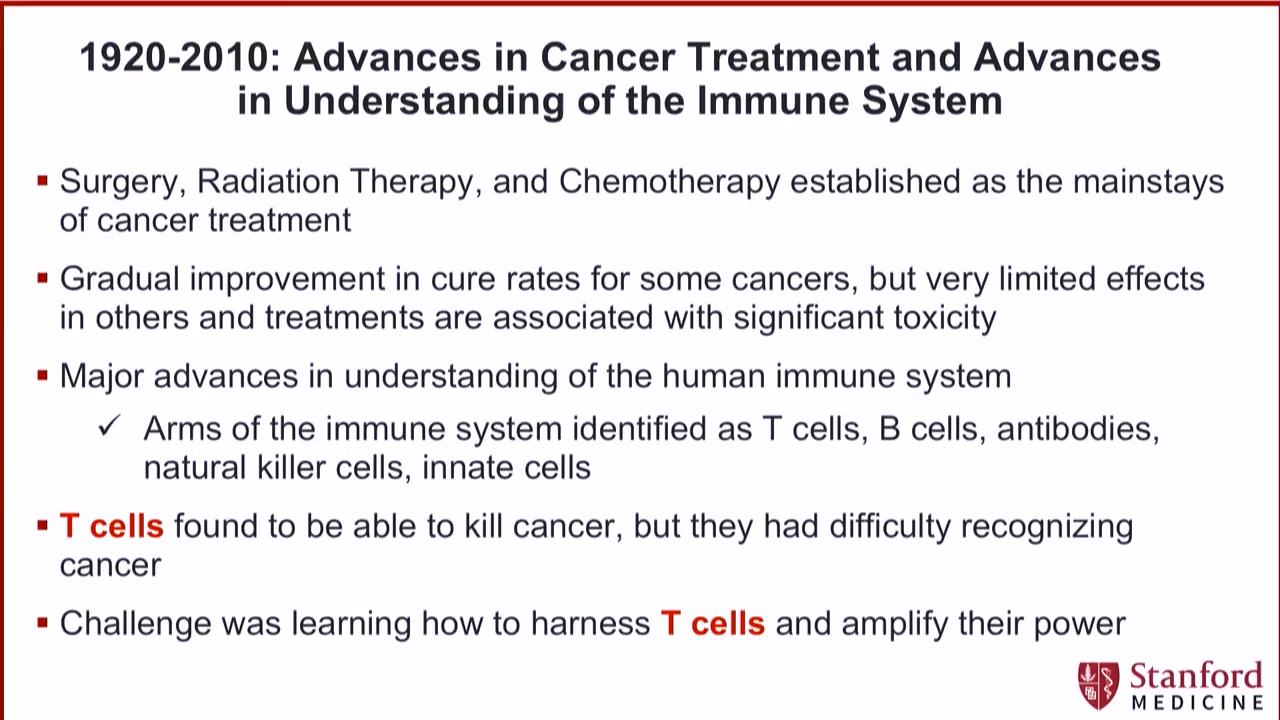 1920-2010: Advances in Cancer Treatment and Advances
in Understanding of the Immune System
▪ Surgery, Radiation Therapy, and Chemotherapy established as the mainstays
of cancer treatment
▪ Gradual improvement in cure rates for some cancers, but very limited effects
in others and treatments are associated with significant toxicity
▪ Major advances in understanding of the human immune system
✓ Arms of the immune system identified as T cells, B cells, antibodies,
natural killer cells, innate cells
▪ T cells found to be able to kill cancer, but they had difficulty recognizing
cancer
▪ Challenge was learning how to harness T cells and amplify their power
Stanford
MEDICINE